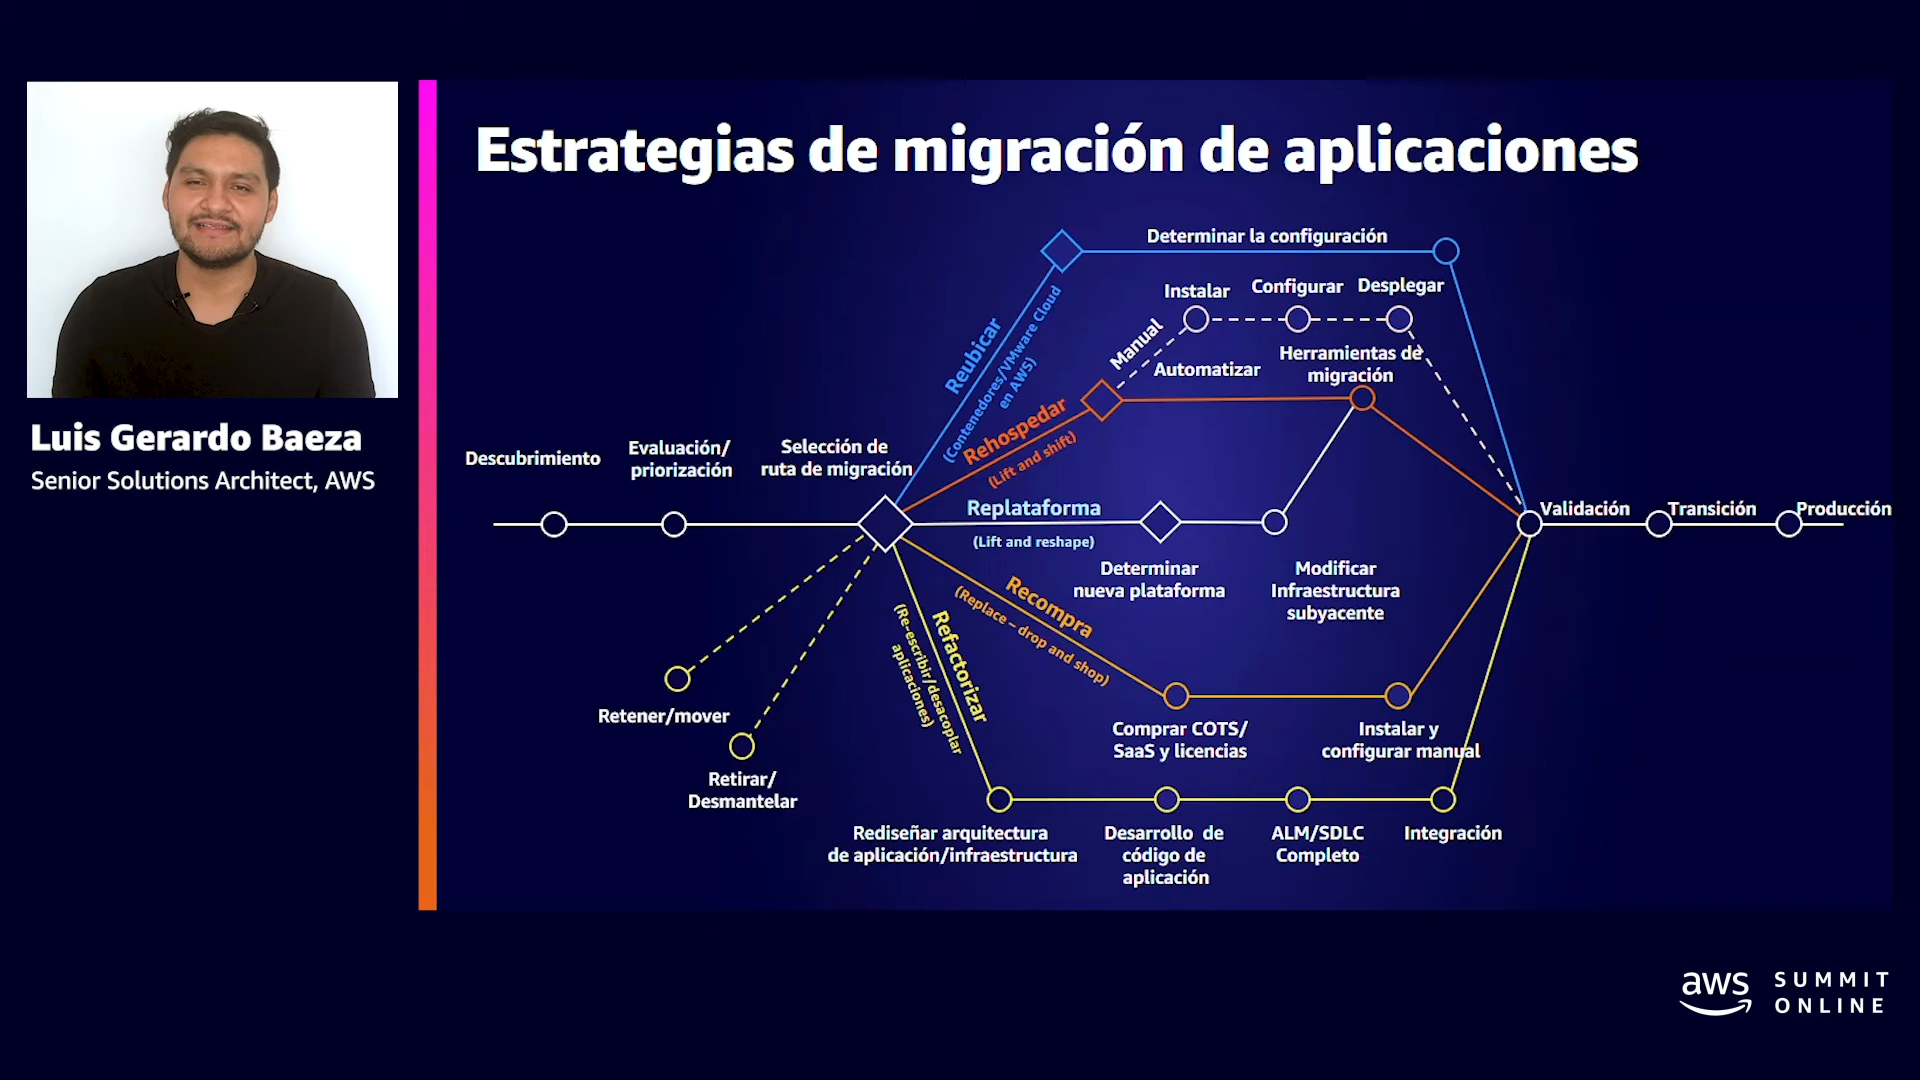 Estrategias de migración de aplicaciones
Luis Gerardo Baeza
Senior Solutions Architect, AWS
Descubrimiento
Evaluación/
priorización
Selección de
ruta de migración
Reubicar
(Contenedores/VMware Cloud
en AWS)
Determinar la configuración
Rehospedar
(Lift and shift)
Manual
Instalar
Configurar
Desplegar
Automatizar
Herramientas de
migración
Replataforma
(Lift and reshape)
Determinar
nueva plataforma
Modificar
Infraestructura
subyacente
Recompra
(Replace – drop and shop)
Comprar COTS/
SaaS y licencias
Instalar y
configurar manual
Refactorizar
(Re-escribir/desacoplar
aplicaciones)
Rediseñar arquitectura
de aplicación/infraestructura
Desarrollo de
código de
aplicación
ALM/SDLC
Completo
Integración
Retener/mover
Retirar/
Desmantelar
Validación
Transición
Producción
aws
SUMMIT
ONLINE